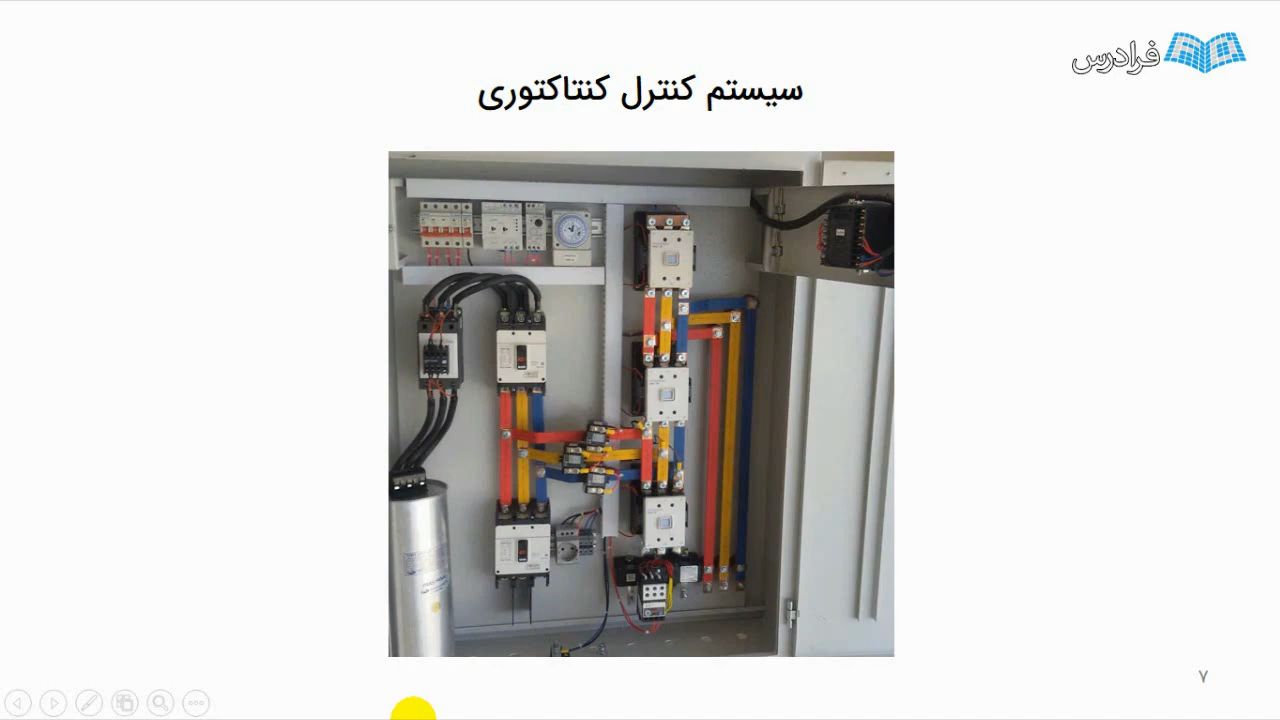 فرادرس
سیستم کنترل کنتاکتوری
۷